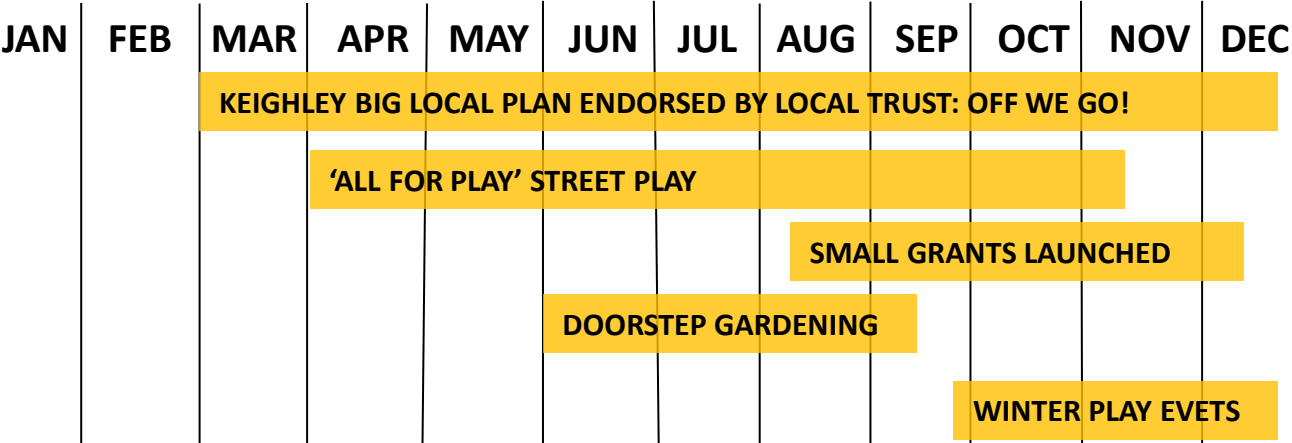 JAN FEB MAR APR MAY JUN JUL AUG SEP OCT NOV DEC
KEIGHLEY BIG LOCAL PLAN ENDORSED BY LOCAL TRUST: OFF WE GO!
‘ALL FOR PLAY’ STREET PLAY
SMALL GRANTS LAUNCHED
DOORSTEP GARDENING
WINTER PLAY EVETS